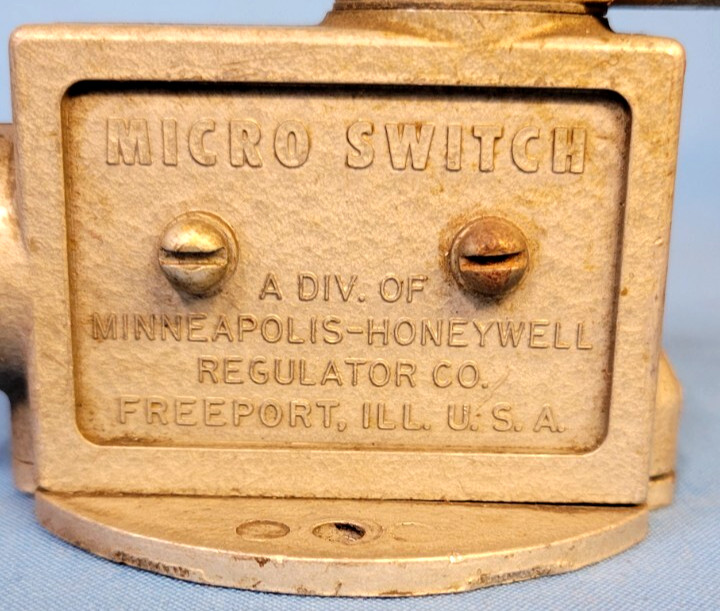 MICRO SWITCH
A DIV. OF
MINNEAPOLIS-HONEYWELL
REGULATOR CO.
FREEPORT, ILL. U. S. A.